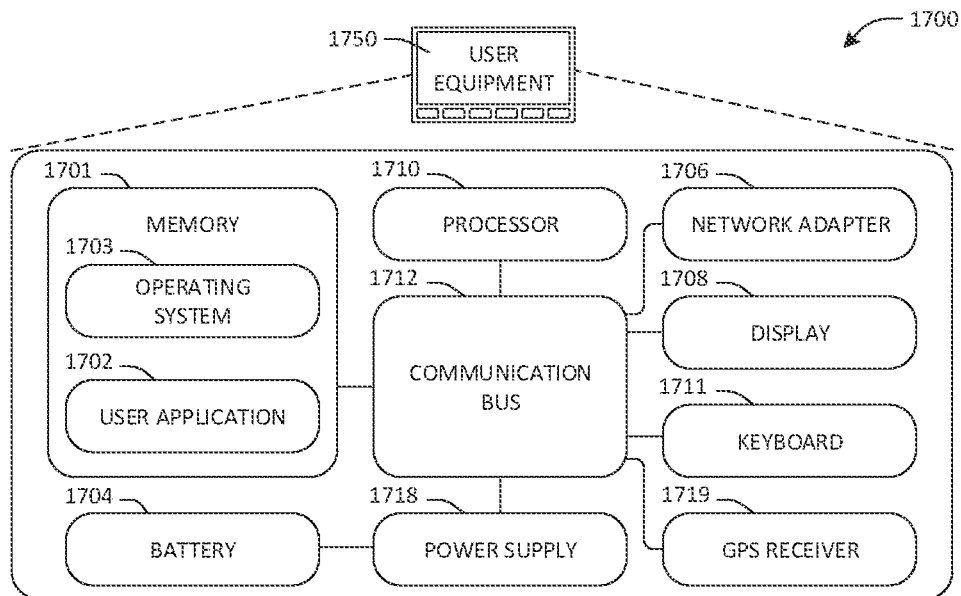 1700
1750
USER
EQUIPMENT
1701
MEMORY
1703
OPERATING
SYSTEM
1702
USER APPLICATION
1704
BATTERY
1710
PROCESSOR
1712
COMMUNICATION
BUS
1718
POWER SUPPLY
1706
NETWORK ADAPTER
1708
DISPLAY
1711
KEYBOARD
1719
GPS RECEIVER